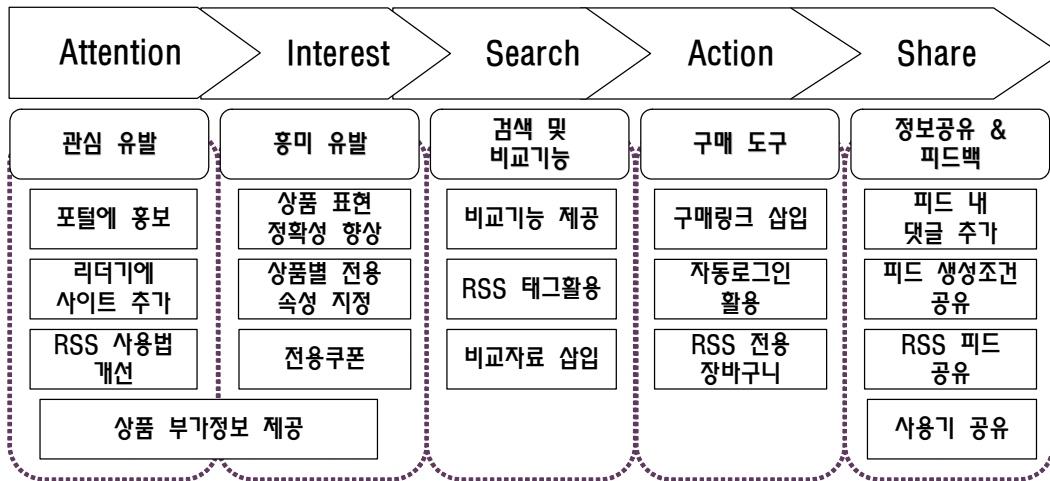 Attention
Interest
Search
Action
Share
관심 유발
흥미 유발
검색 및
비교기능
구매 도구
정보공유 &
피드백
포털에 홍보
리더기에
사이트 추가
RSS 사용법
개선
상품 표현
정확성 향상
상품별 전용
속성 지정
전용쿠폰
상품 부가정보 제공
비교기능 제공
RSS 태그활용
비교자료 삽입
구매링크 삽입
자동로그인
활용
RSS 전용
장바구니
피드 내
댓글 추가
피드 생성조건
공유
RSS 피드
공유
사용기 공유